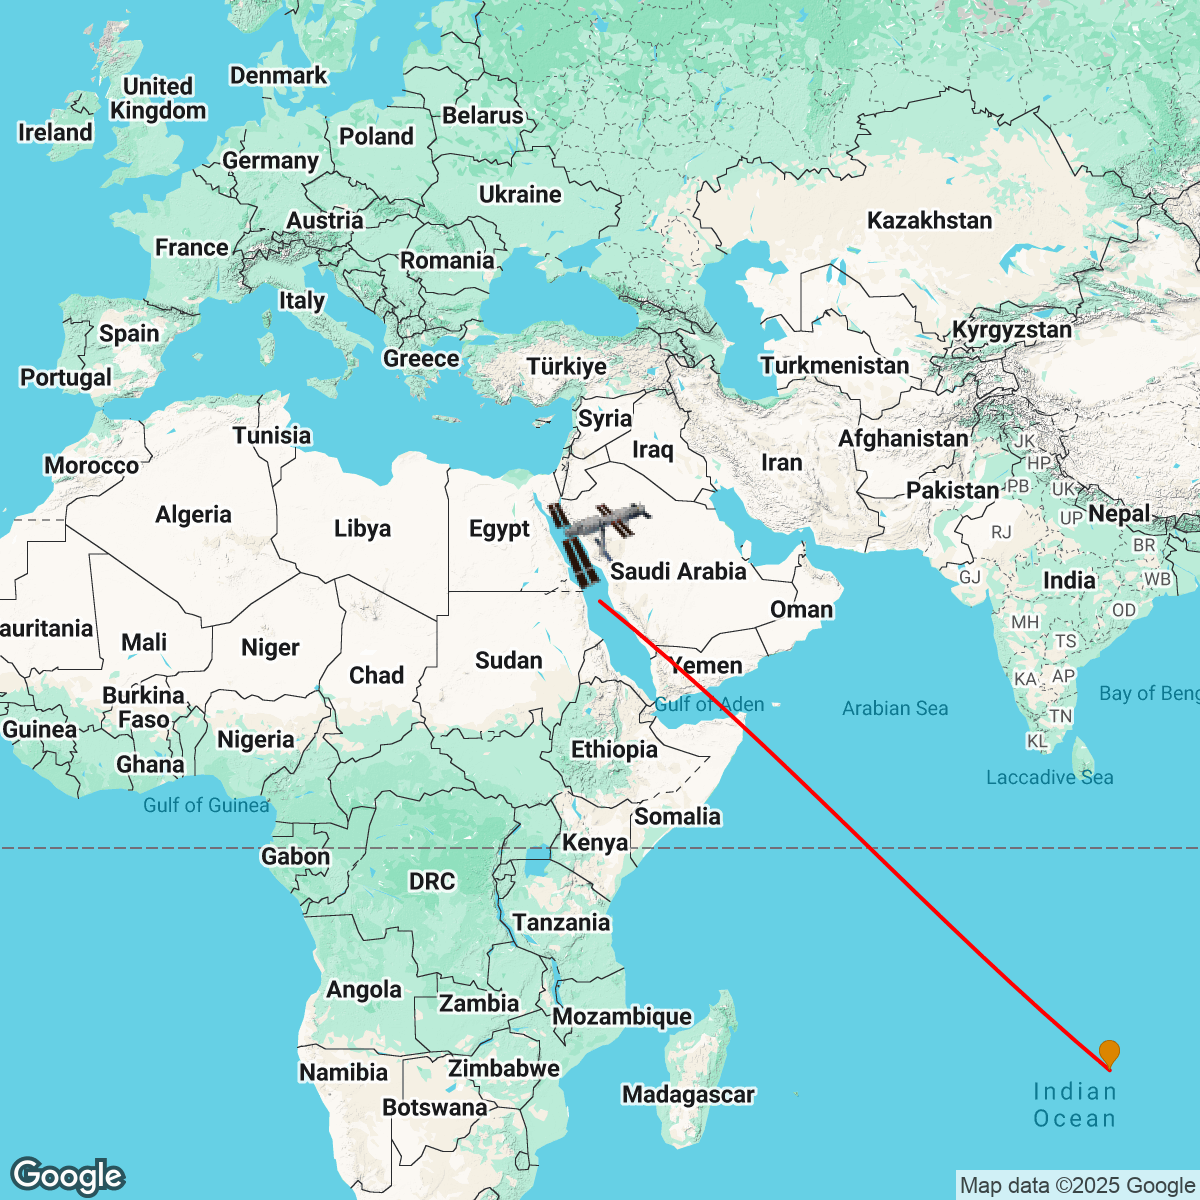 Denmark
United
Kingdom
Belarus
Ireland
Poland
Germany
Ukraine
Austria
Kazakhstan
France
Romania
Italy
Spain
Kyrgyzstan
Greece
Türkiye
Turkmenistan
Portugal
Syria
Tunisia
Afghanistan
JK
Iraq
Iran
HP
Morocco
Pakistan
PB
UK
Algeria
Libya
Egypt
UP
Nepal
RJ
BR
Saudi Arabia
GJ
India
WB
Oman
OD
auritania
Mali
MH
Niger
TS
Sudan
Yemen
Chad
KA
AP
Burkina
Faso
Gulf of Aden
Arabian Sea
Bay of Beng
TN
Guinea
Nigeria
Ethiopia
KL
Ghana
Laccadive Sea
Gulf of Guinea
Somalia
Kenya
Gabon
DRC
Tanzania
Angola
Zambia
Mozambique
Namibia
Zimbabwe
Madagascar
Indian
Ocean
Botswana
Google
Map data ©2025 Google